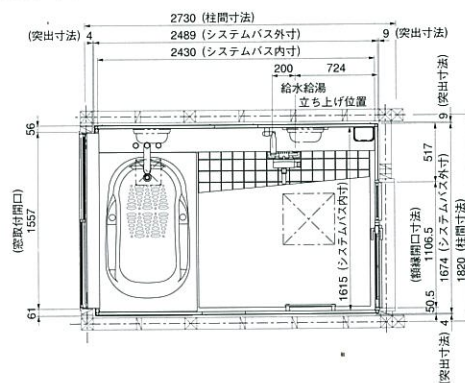 2730 (柱間寸法)
(突出寸法) 4 2489 (システムバス外寸) 9 (突出寸法)
2430 (システムバス内寸)
200 724
給水給湯
立ち上げ位置
56
(窓取付開口)
1557
61
1615 (システムバス内寸)
517
(額縁開口寸法)
1106.5
50.5
(突出寸法) 9
1674 (システムバス外寸)
4 (突出寸法)
1820 (柱間寸法)